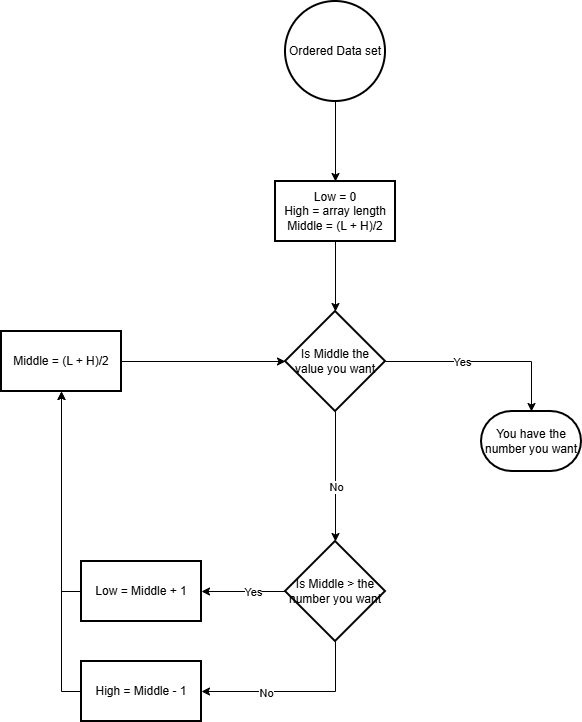 Ordered Data set
Low = 0
High = array length
Middle = (L + H)/2
Middle = (L + H)/2
Is Middle the
value you want
Yes
You have the
number you want
No
Low = Middle + 1
Yes
Is Middle > the
number you want
High = Middle - 1
No